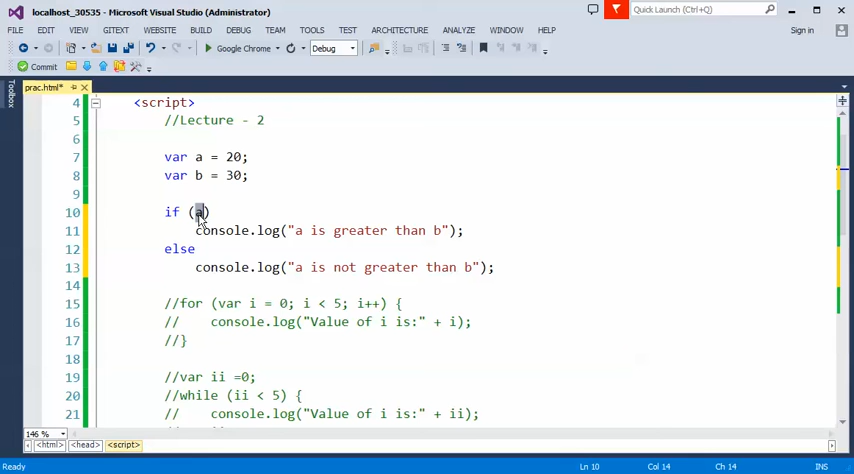 localhost_30535 - Microsoft Visual Studio (Administrator)
Quick Launch (Ctrl+Q)
FILE EDIT VIEW GITEXT WEBSITE BUILD DEBUG TEAM TOOLS TEST ARCHITECTURE ANALYZE WINDOW HELP
Sign in
Google Chrome Debug
Commit
Toolbox
prac.html*
4 <script>
5 //Lecture - 2
6
7 var a = 20;
8 var b = 30;
9
10 if (a)
11 console.log("a is greater than b");
12 else
13 console.log("a is not greater than b");
14
15 //for (var i = 0; i < 5; i++) {
16 // console.log("Value of i is:" + i);
17 //}
18
19 //var ii =0;
20 //while (ii < 5) {
21 // console.log("Value of i is:" + ii);
146 %
<html> <head> <script>
Ready Ln 10 Col 14 Ch 14 INS